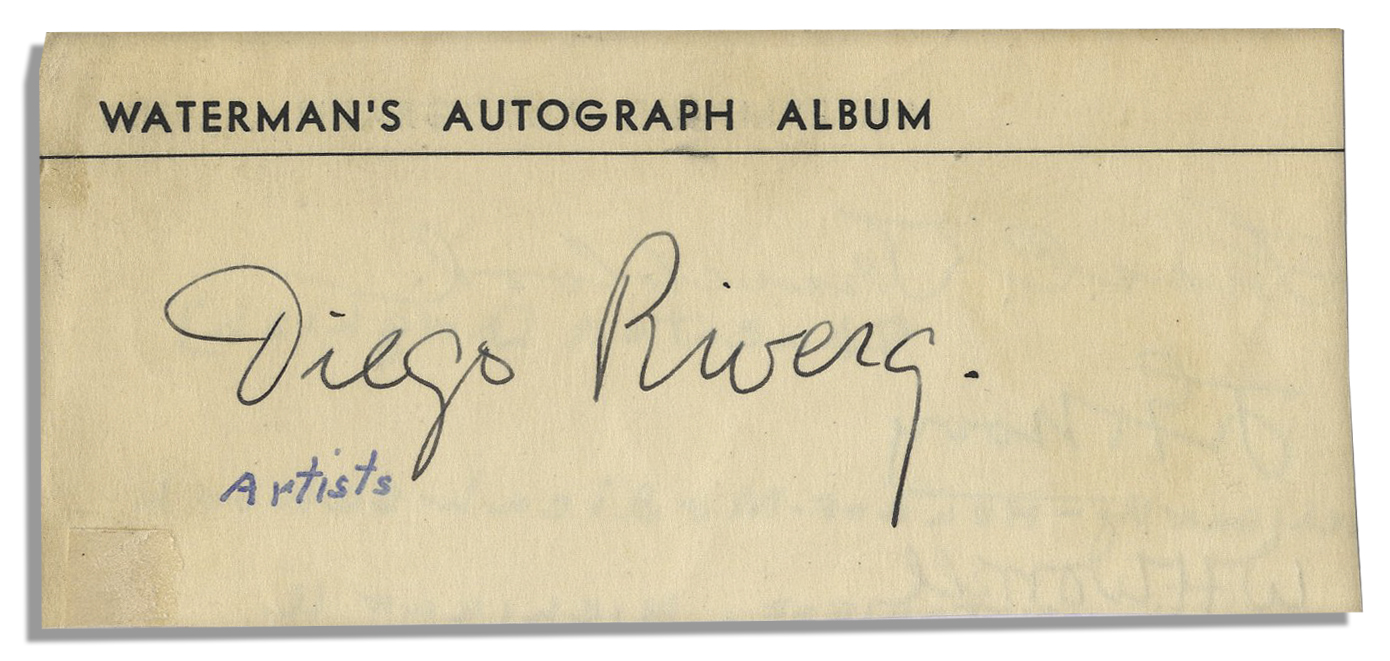 WATERMAN'S AUTOGRAPH ALBUM
Diego Rivera.
Artists